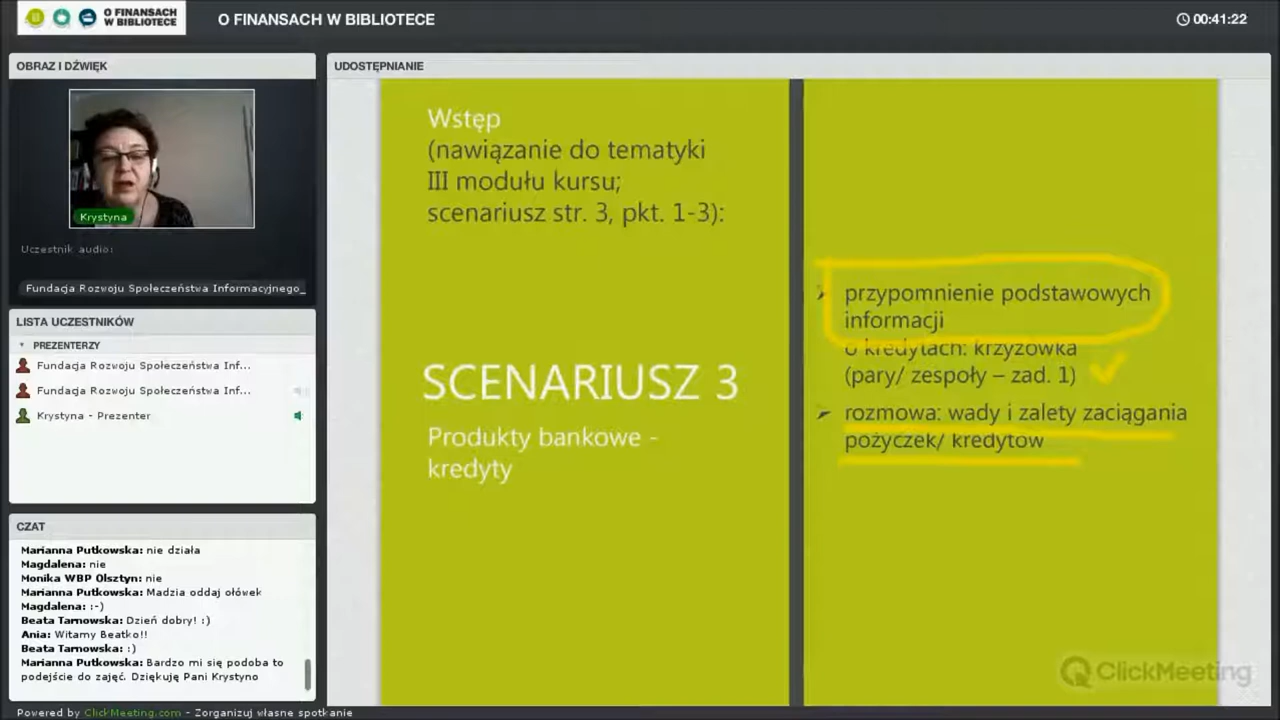 O FINANSACH
W BIBLIOTECE
O FINANSACH W BIBLIOTECE
00:41:22
OBRAZ I DŹWIĘK
Krystyna
Uczestnik audio:
Fundacja Rozwoju Społeczeństwa Informacyjnego_
LISTA UCZESTNIKÓW
PREZENTERZY
Fundacja Rozwoju Społeczeństwa Inf...
Fundacja Rozwoju Społeczeństwa Inf...
Krystyna - Prezenter
CZAT
Marianna Putkowska: nie działa
Magdalena: nie
Monika WBP Olsztyn: nie
Marianna Putkowska: Madzia oddaj ołówek
Magdalena: :-)
Beata Tarnowska: Dzień dobry! :)
Ania: Witamy Beatko!!
Beata Tarnowska: :)
Marianna Putkowska: Bardzo mi się podoba to
podejście do zajęć. Dziękuję Pani Krystyno
Powered by ClickMeeting.com - Zorganizuj własne spotkanie
UDOSTĘPNIANIE
Wstęp
(nawiązanie do tematyki
III modułu kursu;
scenariusz str. 3, pkt. 1-3):
SCENARIUSZ 3
Produkty bankowe -
kredyty
przypomnienie podstawowych
informacji
o kredytach: krzyżówka
(pary/ zespoły – zad. 1)
rozmowa: wady i zalety zaciągania
pożyczek/ kredytów
ClickMeeting